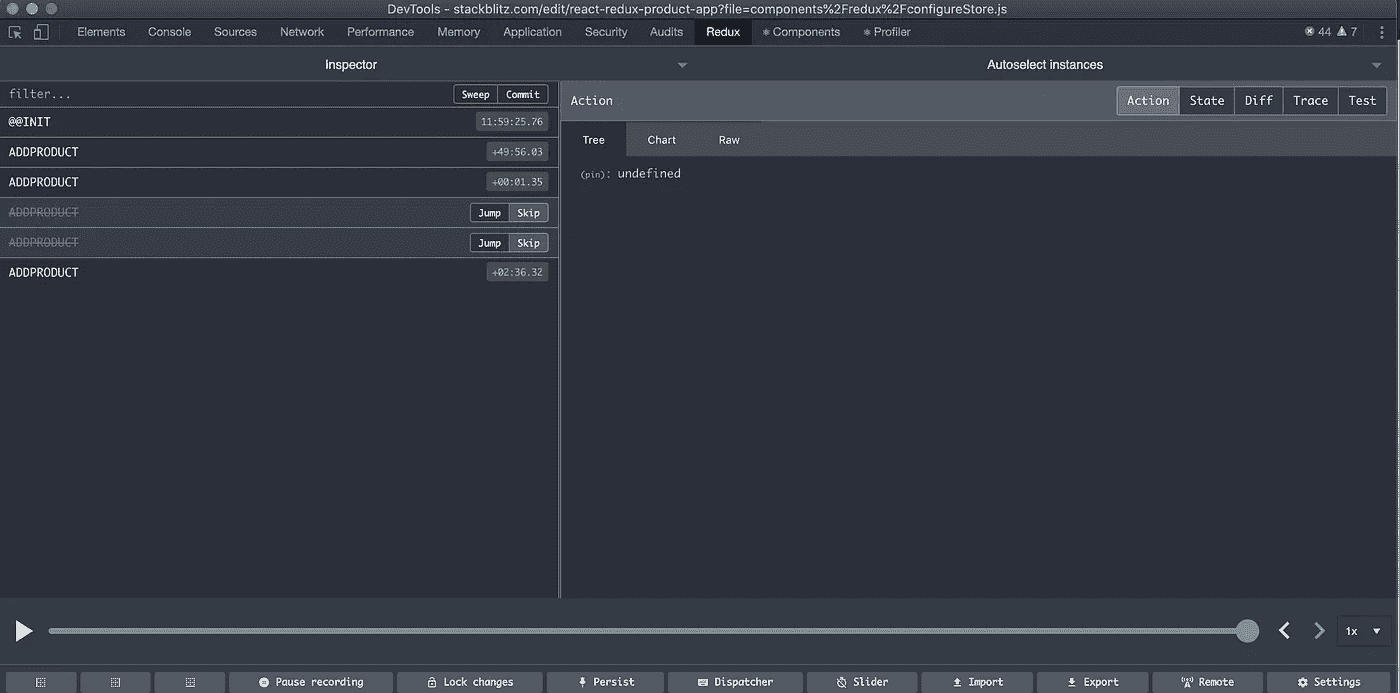 DevTools - stackblitz.com/edit/react-redux-product-app?file=components%2Fredux%2FconfigureStore.js
Elements Console Sources Network Performance Memory Application Security Audits Redux Components Profiler 44 7
Inspector Autoselect instances
filter... Sweep Commit
Action Action State Diff Trace Test
@@INIT 11:59:25.76
Tree Chart Raw
ADDPRODUCT +49:56.03
(pin): undefined
ADDPRODUCT +00:01.35
ADDPRODUCT Jump Skip
ADDPRODUCT Jump Skip
ADDPRODUCT +02:36.32
1x
Pause recording Lock changes Persist Dispatcher Slider Import Export Remote Settings